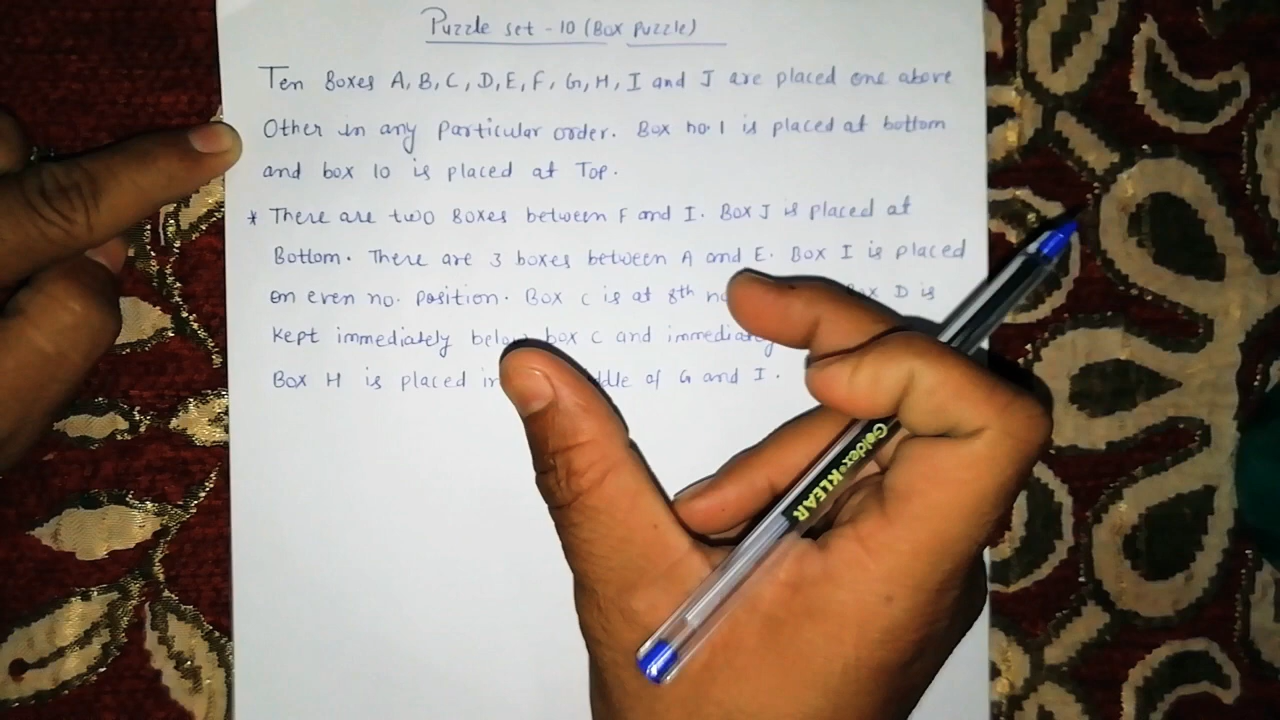 Puzzle set - 10 (Box Puzzle)
Ten Boxes A, B, C, D, E, F, G, H, I and J are placed one above
Other in any Particular order. Box no. 1 is placed at bottom
and box 10 is placed at Top.
* There are two Boxes between F and I. Box J is placed at
Bottom. There are 3 boxes between A and E. Box I is placed
on even no. Position. Box C is at 8th D is
Kept immediately box C and
Box H is placed of G and I.
Goldex KLEAR